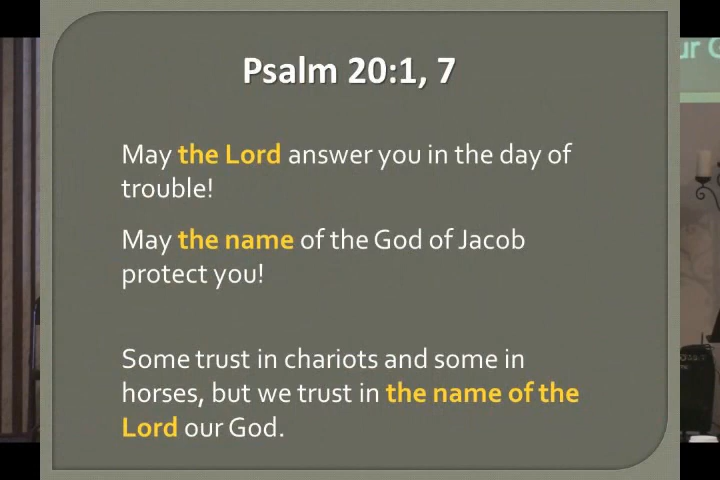 Psalm 20:1, 7
May the Lord answer you in the day of
trouble!
May the name of the God of Jacob
protect you!
Some trust in chariots and some in
horses, but we trust in the name of the
Lord our God.